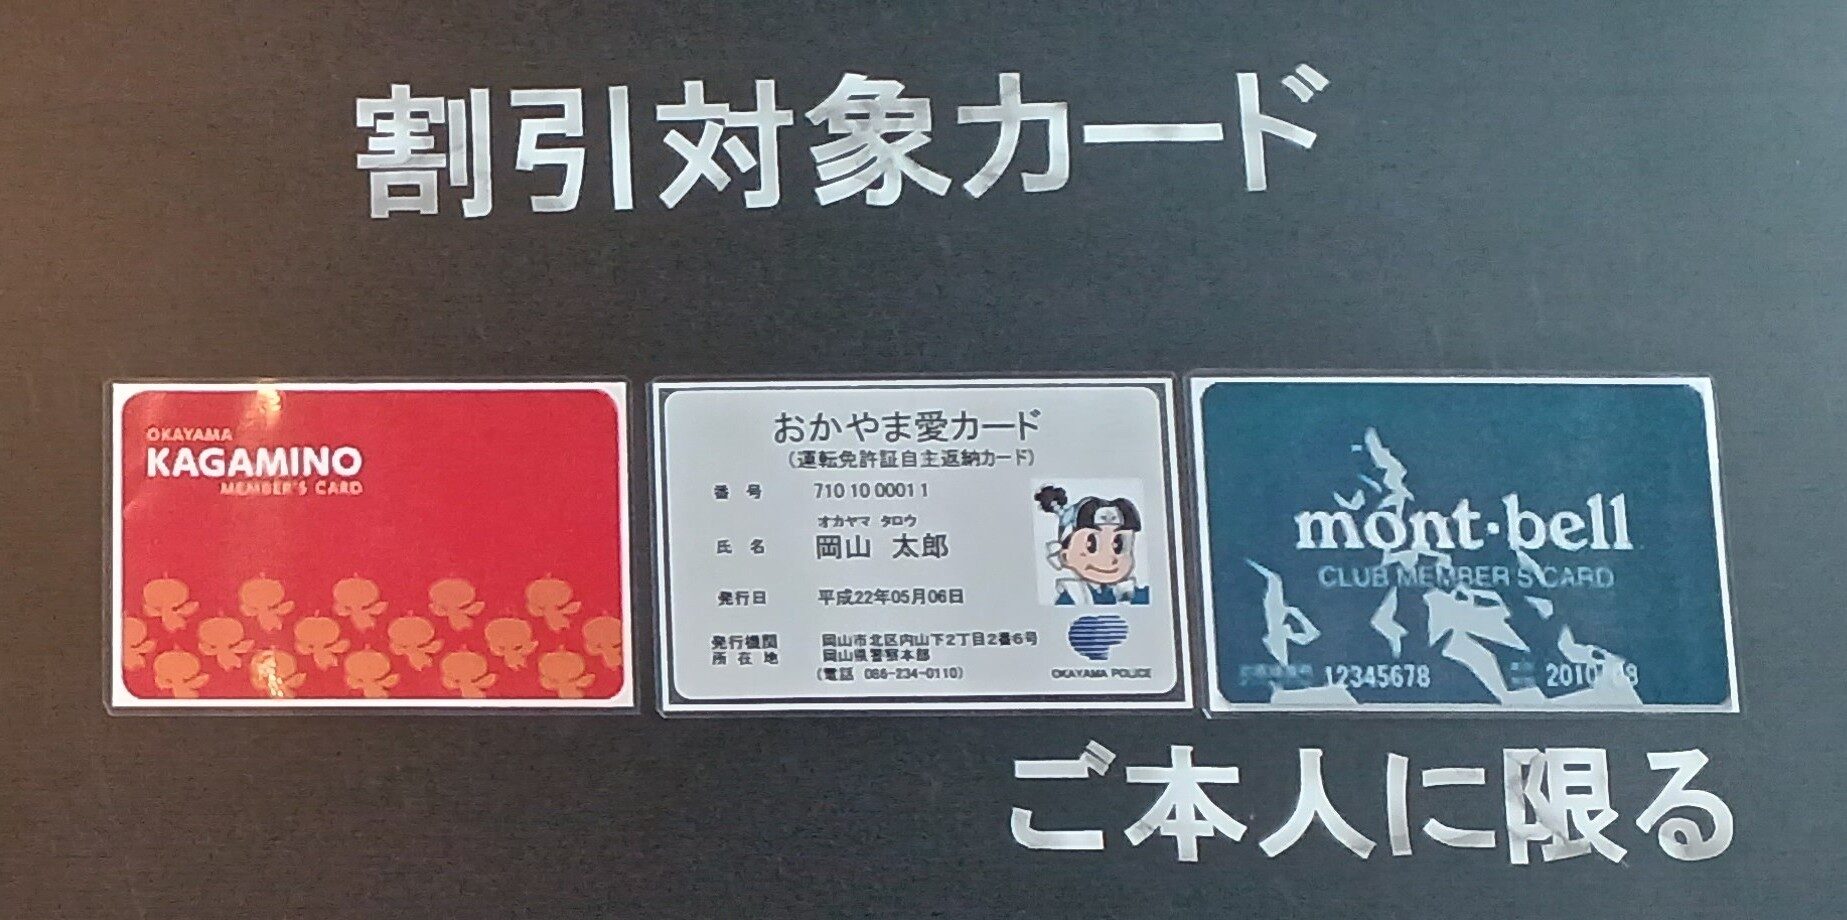 割引対象カード
OKAYAMA
KAGAMINO
MEMBER'S CARD
おかやま愛カード
(運転免許証自主返納カード)
番号 710 10 00011
オカヤマ タロウ
氏名 岡山 太郎
発行日 平成22年05月06日
発行機関 岡山市北区内山下2丁目2番6号
所在地 岡山県警察本部
(電話 086-234-0110)
OKAYAMA POLICE
mont・bell
CLUB MEMBER'S CARD
12345678
ご本人に限る